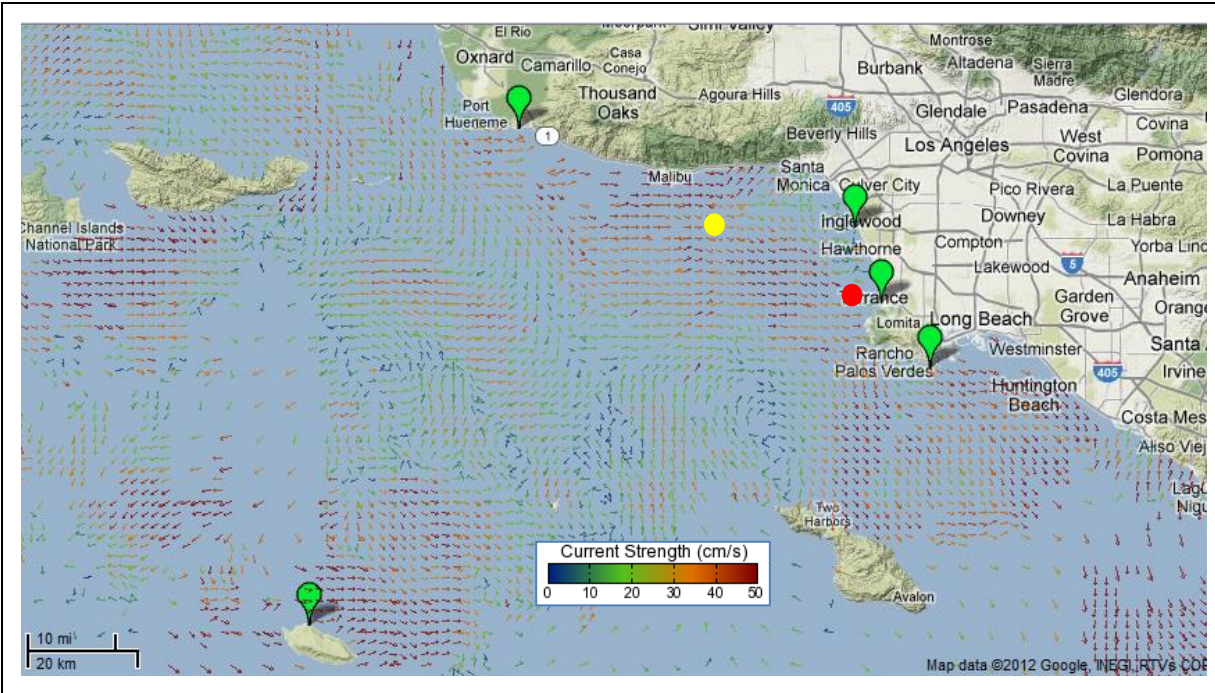 El Rio
Simi Valley
Oxnard
Camarillo
Casa
Conejo
Thousand
Oaks
Agoura Hills
Port
Hueneme
1
Malibu
Burbank
Montrose
Altadena
Sierra
Madre
Glendora
405
Glendale
Pasadena
Beverly Hills
Los Angeles
West
Covina
Covina
Pomona
Santa
Monica
Culver City
Pico Rivera
La Puente
Inglewood
Downey
La Habra
Hawthorne
Compton
Yorba Lind
Lakewood
5
Anaheim
Channel Islands
National Park
rrance
Garden
Grove
Orange
Lomita
Long Beach
Rancho
Palos Verdes
Westminster
Santa
405
Irvine
Huntington
Beach
Costa Mes
Aliso Viej
Lagu
Nigu
Two
Harbors
Avalon
Current Strength (cm/s)
0 10 20 30 40 50
10 mi
20 km
Map data ©2012 Google, INEGI,